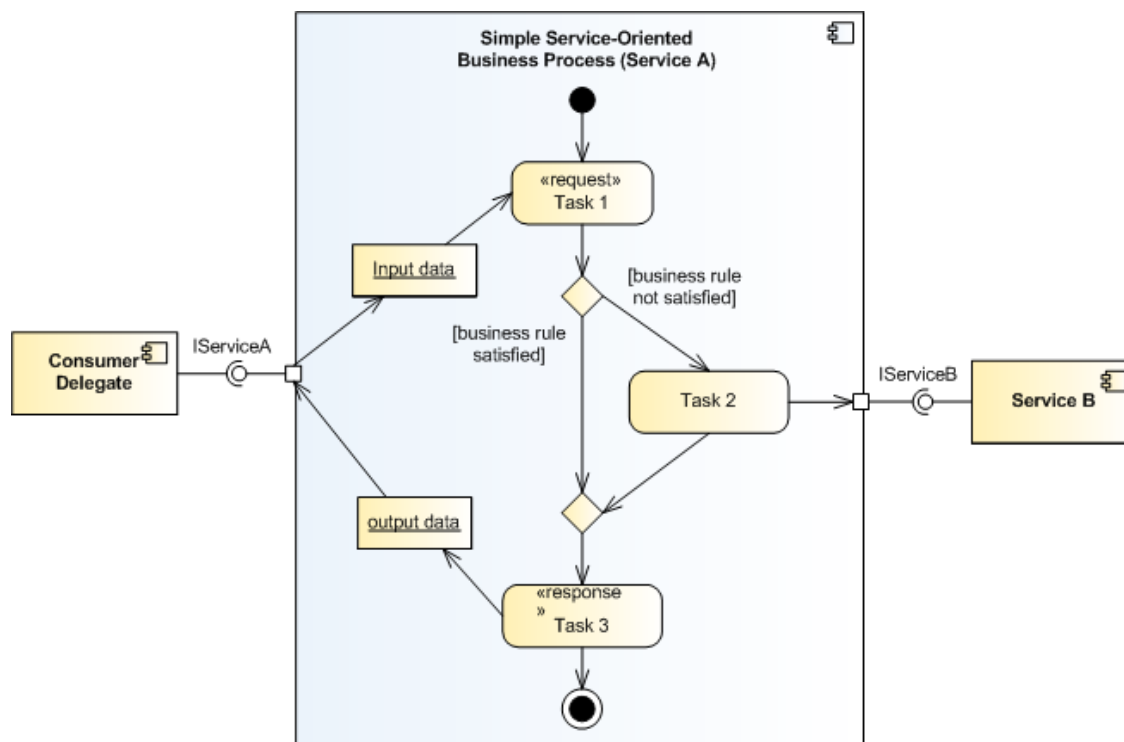 Simple Service-Oriented
Business Process (Service A)
«request»
Task 1
Input data
[business rule
not satisfied]
[business rule
satisfied]
IServiceA
Consumer
Delegate
Task 2
IServiceB
Service B
output data
«response
»
Task 3